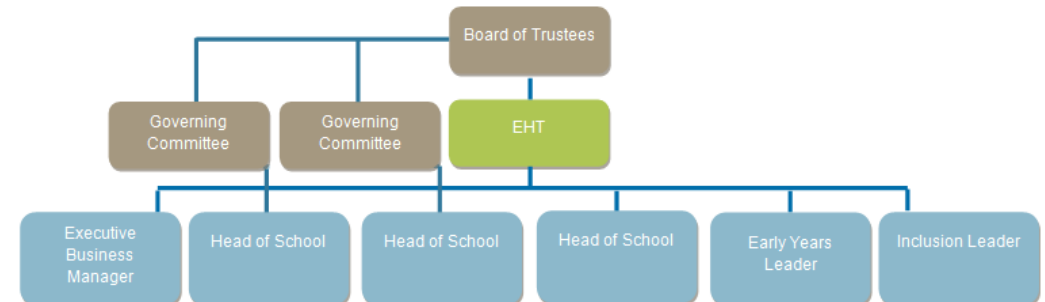 Board of Trustees
Governing
Committee
Governing
Committee
EHT
Executive
Business
Manager
Head of School
Head of School
Head of School
Early Years
Leader
Inclusion Leader